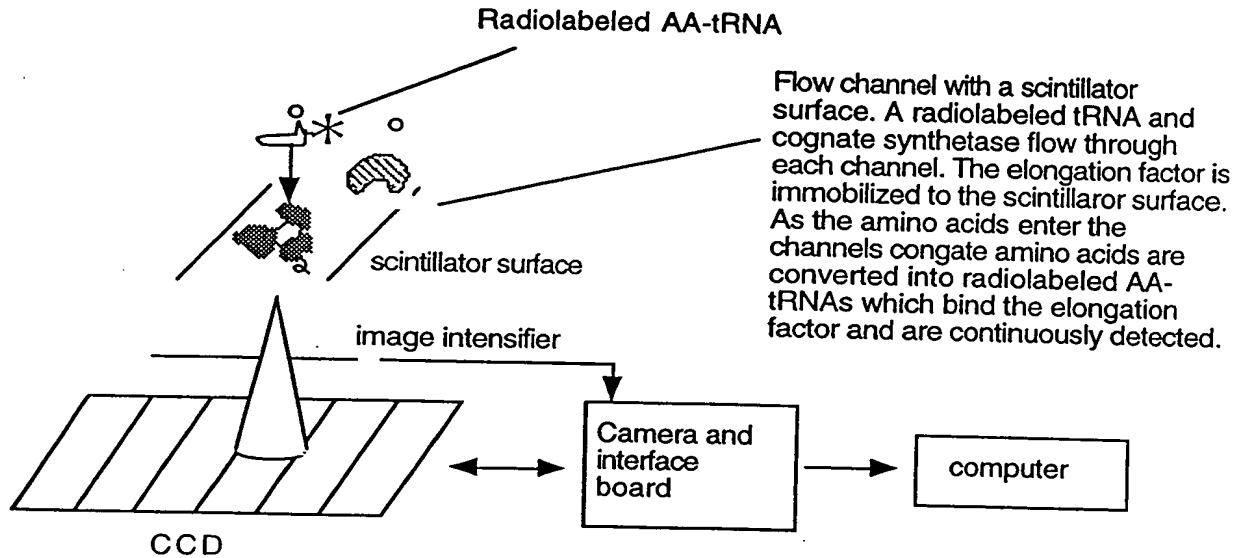 Radiolabeled AA-tRNA
Flow channel with a scintillator
surface. A radiolabeled tRNA and
cognate synthetase flow through
each channel. The elongation factor is
immobilized to the scintillaror surface.
As the amino acids enter the
channels congate amino acids are
converted into radiolabeled AA-
tRNAs which bind the elongation
factor and are continuously detected.
scintillator surface
image intensifier
Camera and
interface
board
computer
CCD